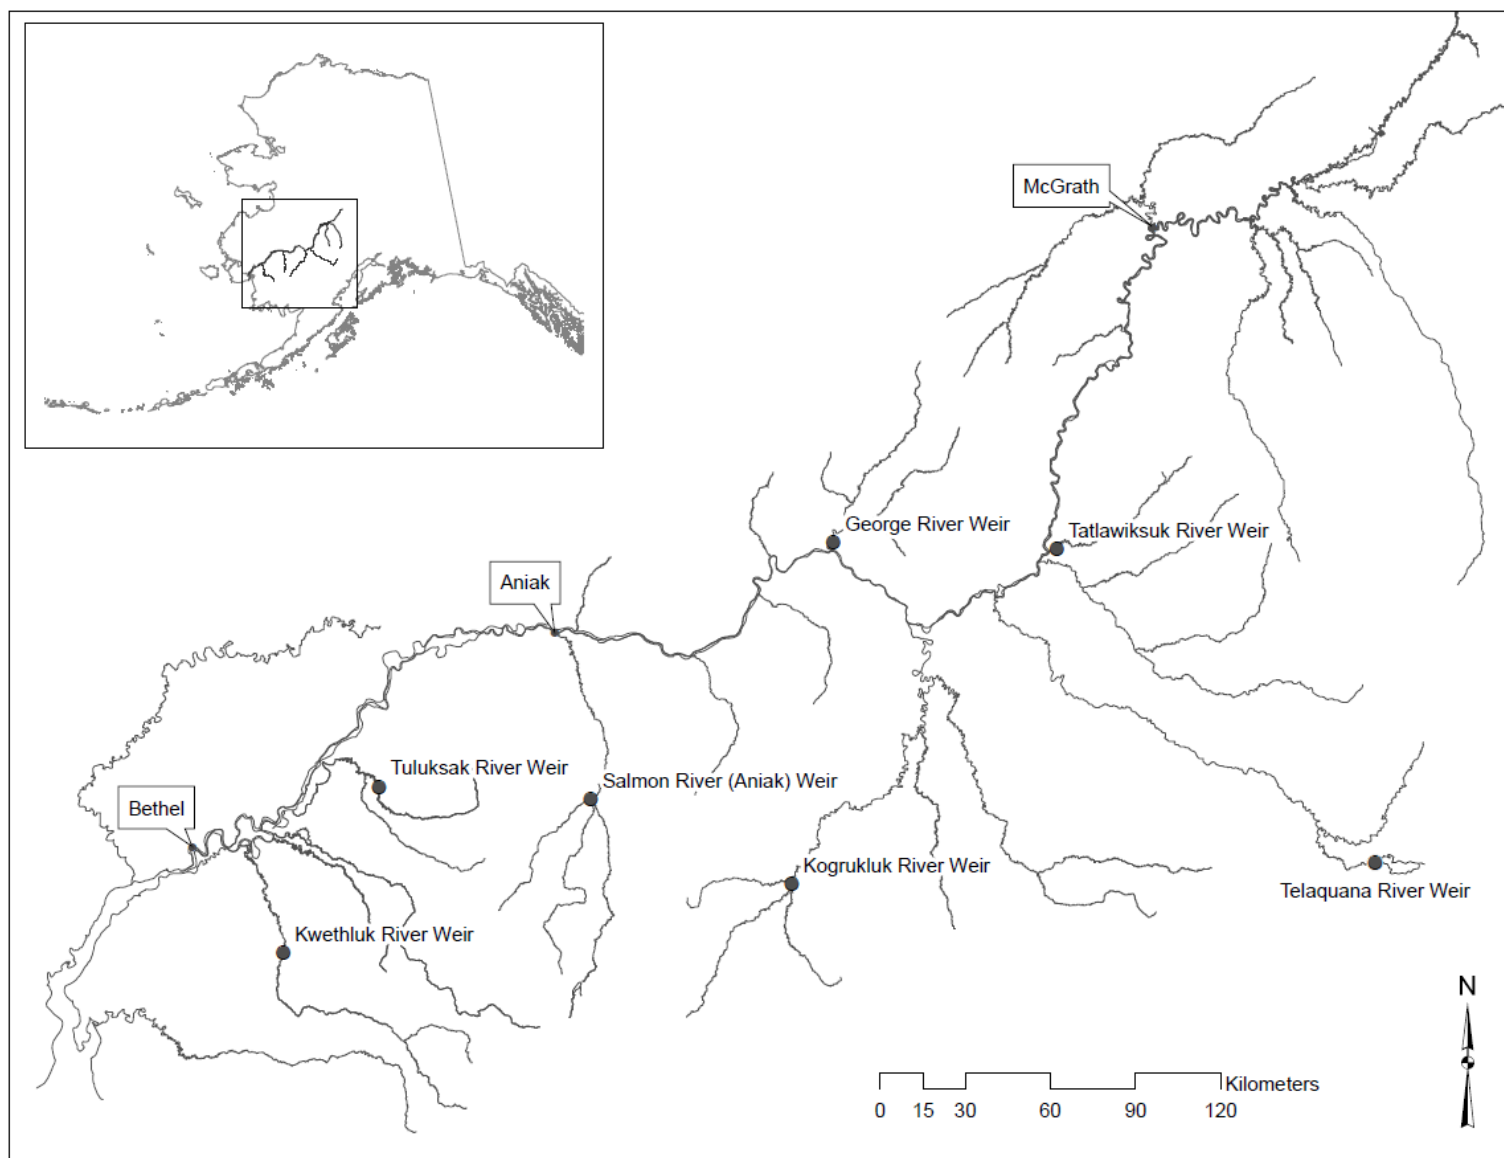 McGrath
George River Weir
Tatlawiksuk River Weir
Aniak
Tuluksak River Weir
Salmon River (Aniak) Weir
Bethel
Kogrukluk River Weir
Telaquana River Weir
Kwethluk River Weir
N
Kilometers
0 15 30 60 90 120